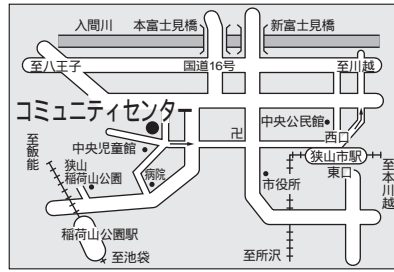 入間川
本富士見橋
新富士見橋
至八王子
国道16号
至川越
コミュニティセンター
中央公民館
西口
至飯能
中央児童館
狭山市駅
狭山
稲荷山公園
病院
市役所
東口
至本川越
稲荷山公園駅
至池袋
至所沢